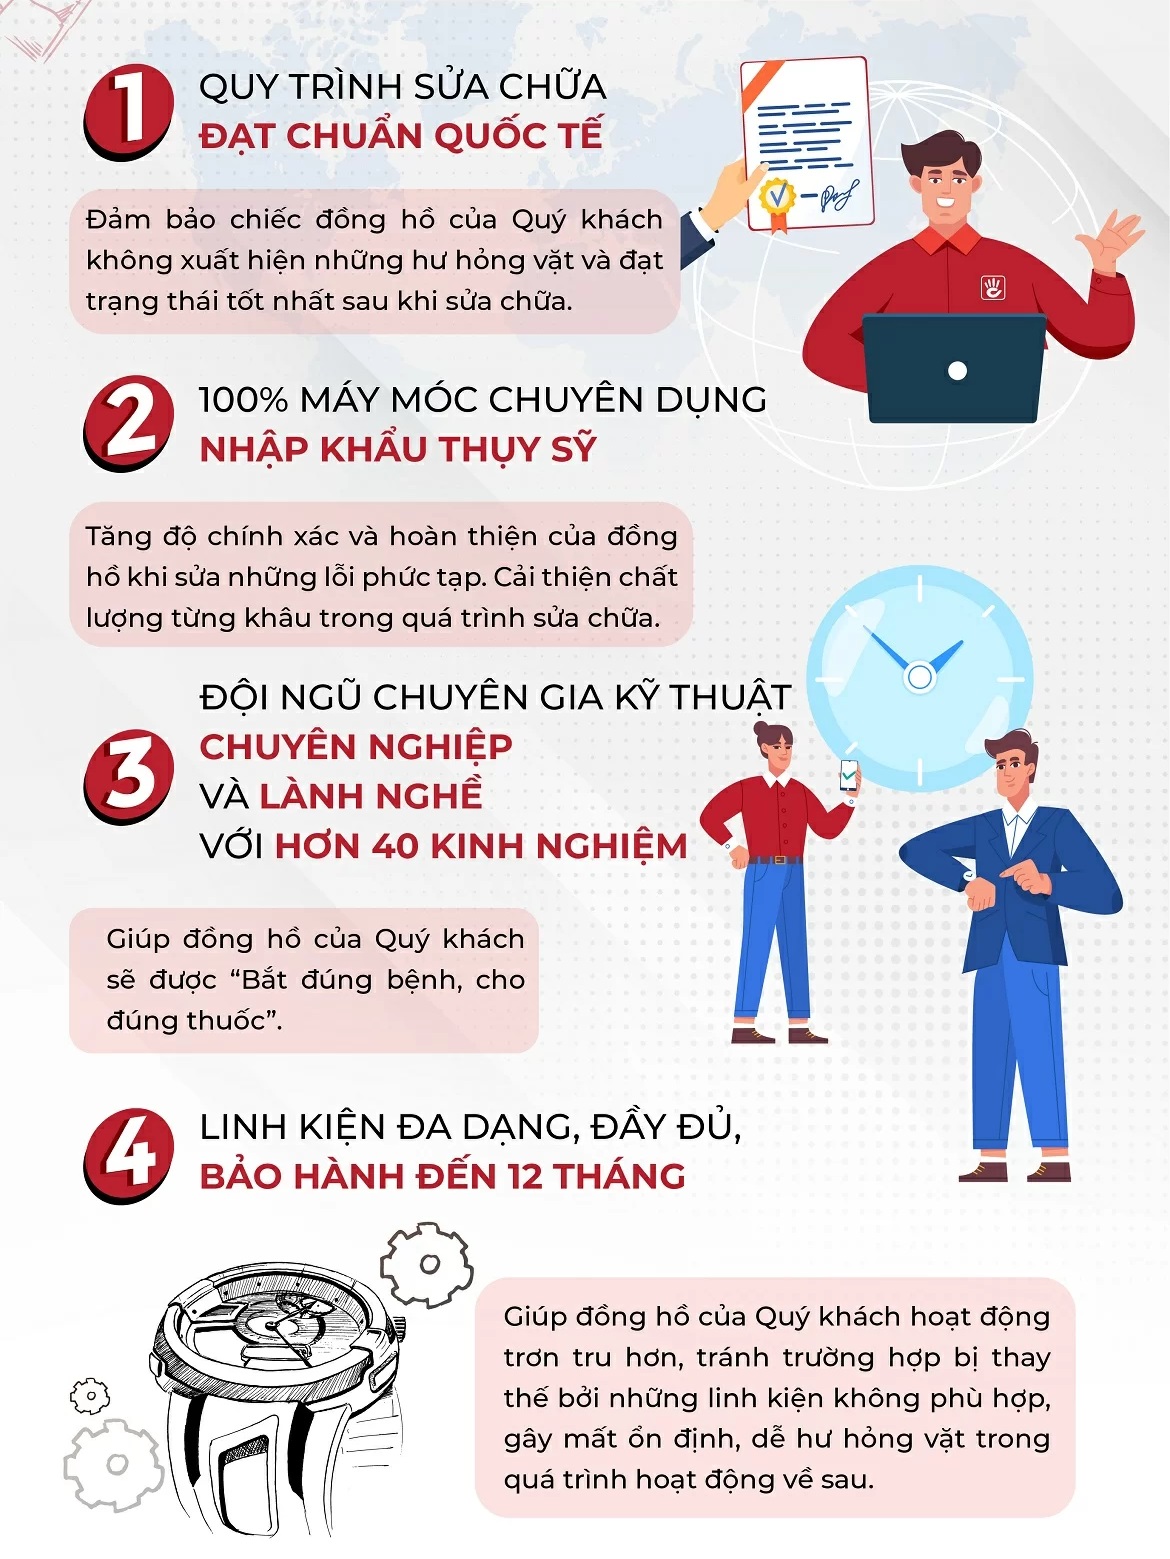 1
QUY TRÌNH SỬA CHỮA
ĐẠT CHUẨN QUỐC TẾ
Đảm bảo chiếc đồng hồ của Quý khách
không xuất hiện những hư hỏng vặt và đạt
trạng thái tốt nhất sau khi sửa chữa.
2
100% MÁY MÓC CHUYÊN DỤNG
NHẬP KHẨU THỤY SỸ
Tăng độ chính xác và hoàn thiện của đồng
hồ khi sửa những lỗi phức tạp. Cải thiện chất
lượng từng khâu trong quá trình sửa chữa.
3
ĐỘI NGŨ CHUYÊN GIA KỸ THUẬT
CHUYÊN NGHIỆP
VÀ LÀNH NGHỀ
VỚI HƠN 40 KINH NGHIỆM
Giúp đồng hồ của Quý khách
sẽ được “Bắt đúng bệnh, cho
đúng thuốc”.
4
LINH KIỆN ĐA DẠNG, ĐẦY ĐỦ,
BẢO HÀNH ĐẾN 12 THÁNG
Giúp đồng hồ của Quý khách hoạt động
trơn tru hơn, tránh trường hợp bị thay
thế bởi những linh kiện không phù hợp,
gây mất ổn định, dễ hư hỏng vặt trong
quá trình hoạt động về sau.